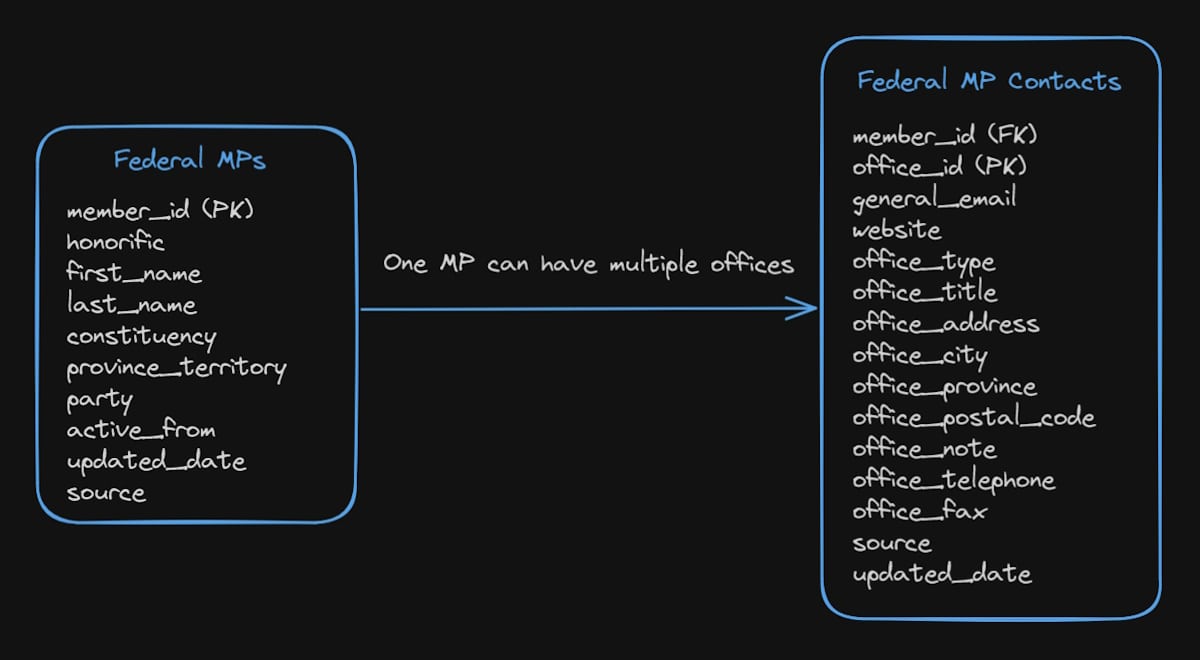 Federal MPs
member_id (PK)
honorific
first_name
last_name
constituency
province_territory
party
active_from
updated_date
source
One MP can have multiple offices
Federal MP Contacts
member_id (FK)
office_id (PK)
general_email
website
office_type
office_title
office_address
office_city
office_province
office_postal_code
office_note
office_telephone
office_fax
source
updated_date